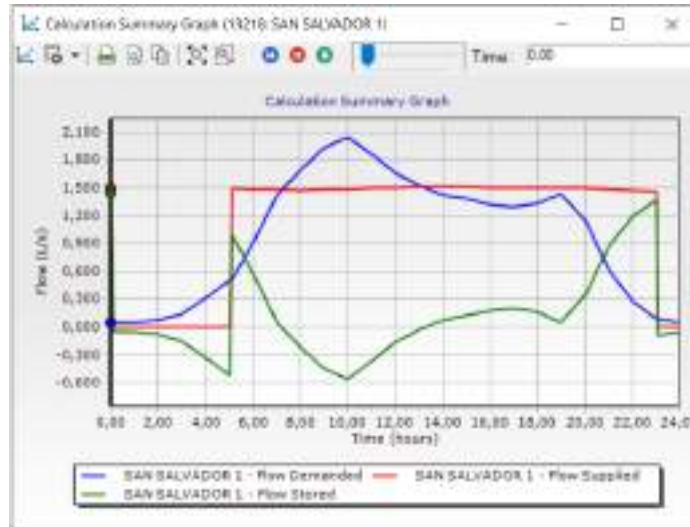 Calculation Summary Graph (13218: SAN SALVADOR 1)
Time: 0.00
Calculation Summary Graph
2,100
1,800
1,500
1,200
0,900
0,600
0,300
0,000
-0,300
-0,600
Flow (L/s)
0,00 2,00 4,00 6,00 8,00 10,00 12,00 14,00 16,00 18,00 20,00 22,00 24,0
Time (hours)
SAN SALVADOR 1 - Flow Demanded SAN SALVADOR 1 - Flow Supplied
SAN SALVADOR 1 - Flow Stored